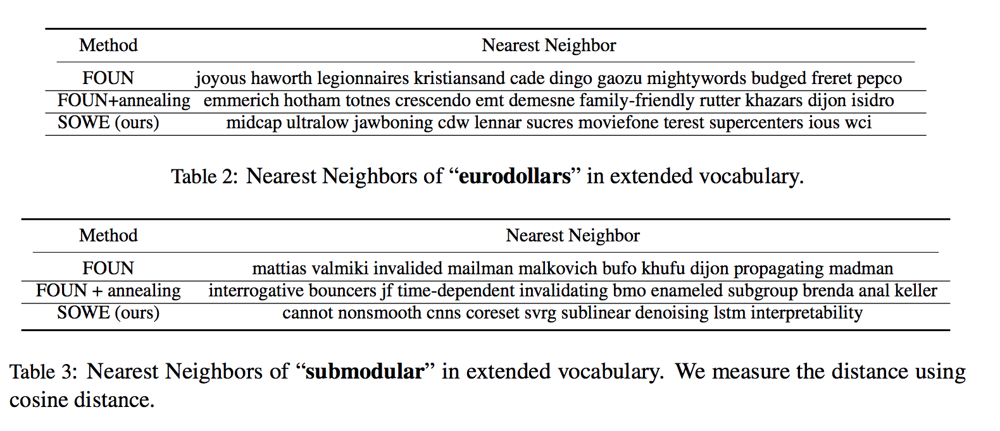 Method Nearest Neighbor
FOUN joyous haworth legionnaires kristiansand cade dingo gaozu mightywords budged freret pepco
FOUN+annealing emmerich hotham totnes crescendo emt demesne family-friendly rutter khazars dijon isidro
SOWE (ours) midcap ultralow jawboning cdw lennar sucres moviefone terest supercenters ious wci
Table 2: Nearest Neighbors of “eurodollars” in extended vocabulary.
Method Nearest Neighbor
FOUN mattias valmiki invalided mailman malkovich bufo khufu dijon propagating madman
FOUN + annealing interrogative bouncers jf time-dependent invalidating bmo enameled subgroup brenda anal keller
SOWE (ours) cannot nonsmooth cnns coreset svrg sublinear denoising lstm interpretability
Table 3: Nearest Neighbors of “submodular” in extended vocabulary. We measure the distance using
cosine distance.